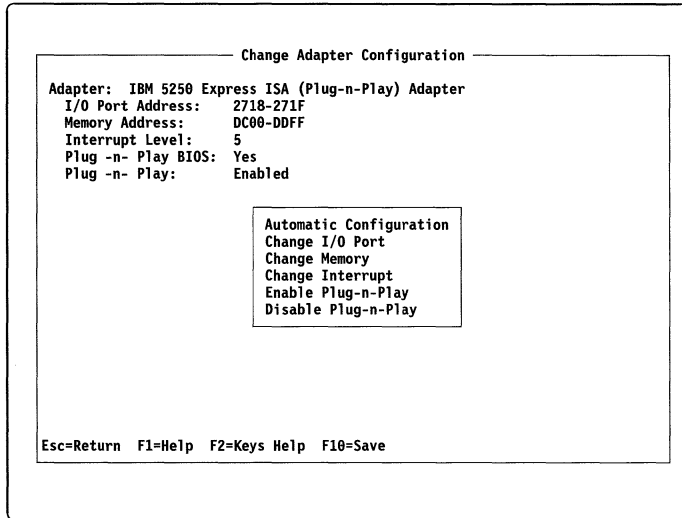 Change Adapter Configuration
Adapter: IBM 5250 Express ISA (Plug-n-Play) Adapter
I/O Port Address: 2718-271F
Memory Address: DC00-DDFF
Interrupt Level: 5
Plug -n- Play BIOS: Yes
Plug -n- Play: Enabled
Automatic Configuration
Change I/O Port
Change Memory
Change Interrupt
Enable Plug-n-Play
Disable Plug-n-Play
Esc=Return F1=Help F2=Keys Help F10=Save